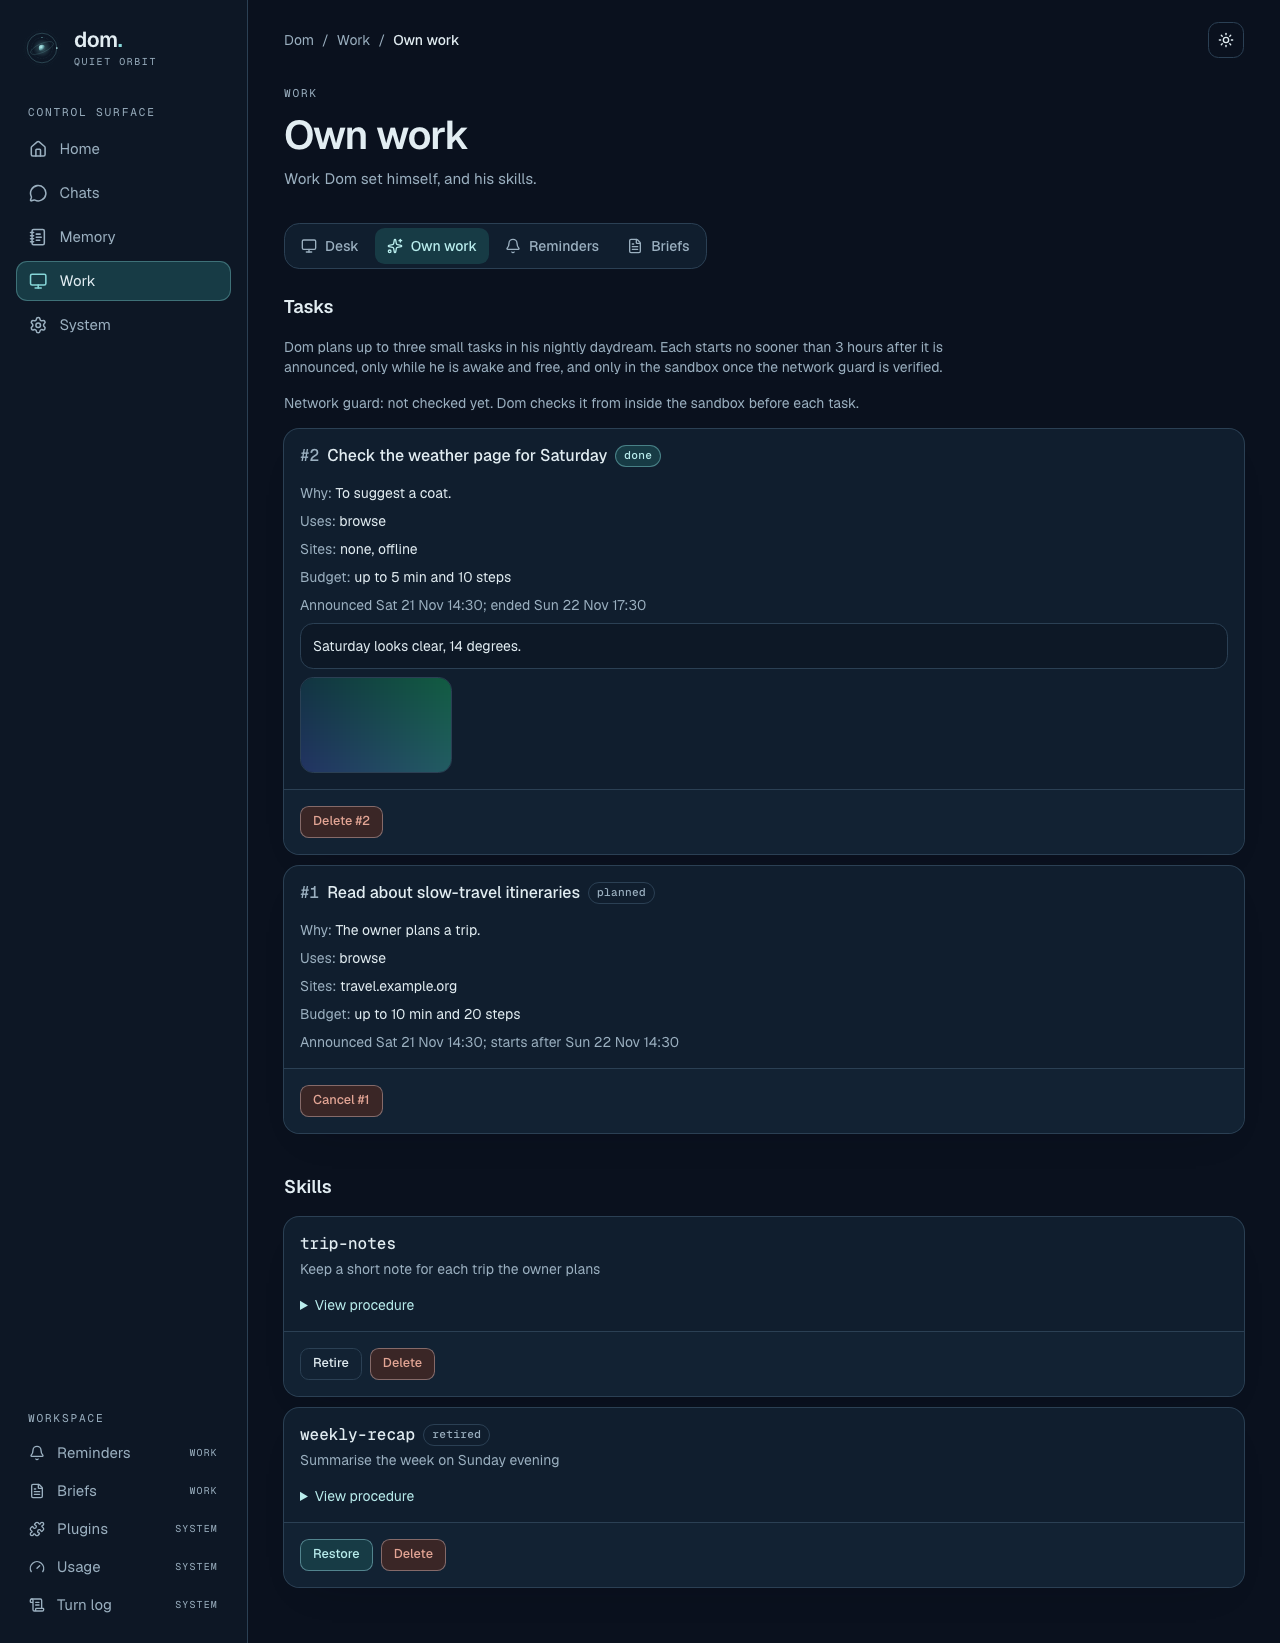 dom.
QUIET ORBIT
CONTROL SURFACE
Home
Chats
Memory
Work
System
WORKSPACE
Reminders WORK
Briefs WORK
Plugins SYSTEM
Usage SYSTEM
Turn log SYSTEM
Dom / Work / Own work
WORK
Own work
Work Dom set himself, and his skills.
Desk Own work Reminders Briefs
Tasks
Dom plans up to three small tasks in his nightly daydream. Each starts no sooner than 3 hours after it is
announced, only while he is awake and free, and only in the sandbox once the network guard is verified.
Network guard: not checked yet. Dom checks it from inside the sandbox before each task.
#2 Check the weather page for Saturday done
Why: To suggest a coat.
Uses: browse
Sites: none, offline
Budget: up to 5 min and 10 steps
Announced Sat 21 Nov 14:30; ended Sun 22 Nov 17:30
Saturday looks clear, 14 degrees.
Delete #2
#1 Read about slow-travel itineraries planned
Why: The owner plans a trip.
Uses: browse
Sites: travel.example.org
Budget: up to 10 min and 20 steps
Announced Sat 21 Nov 14:30; starts after Sun 22 Nov 14:30
Cancel #1
Skills
trip-notes
Keep a short note for each trip the owner plans
View procedure
Retire Delete
weekly-recap retired
Summarise the week on Sunday evening
View procedure
Restore Delete